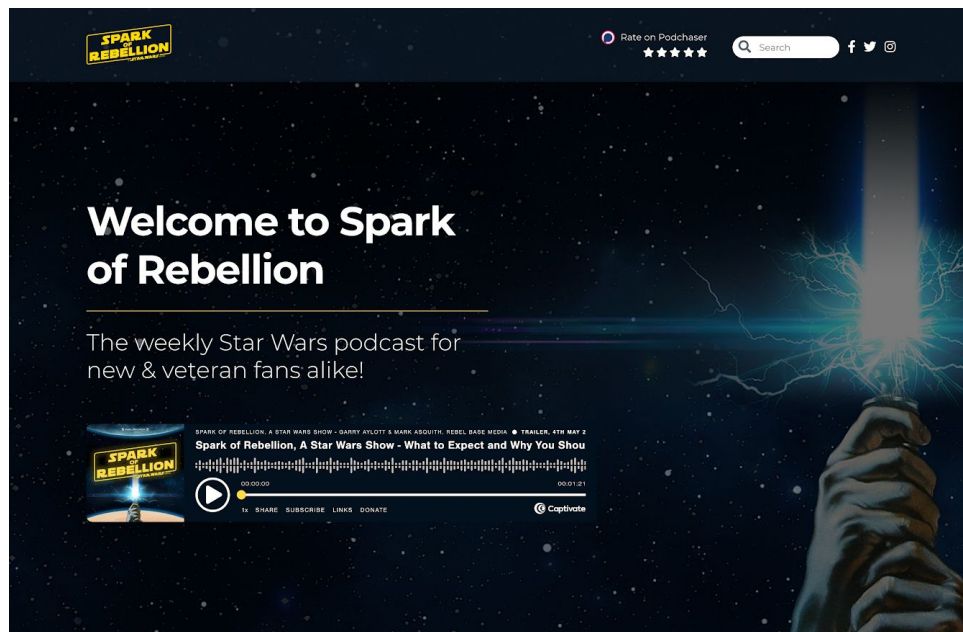 SPARK
OF
REBELLION
Rate on Podchaser
Search
Welcome to Spark
of Rebellion
The weekly Star Wars podcast for
new & veteran fans alike!
SPARK OF REBELLION, A STAR WARS SHOW - GARRY AYLOTT & MARK ASQUITH, REBEL BASE MEDIA ● TRAILER, 4TH MAY 2
Spark of Rebellion, A Star Wars Show - What to Expect and Why You Shou
SPARK
OF
REBELLION
00:00:00
00:01:21
1x SHARE SUBSCRIBE LINKS DONATE
Captivate